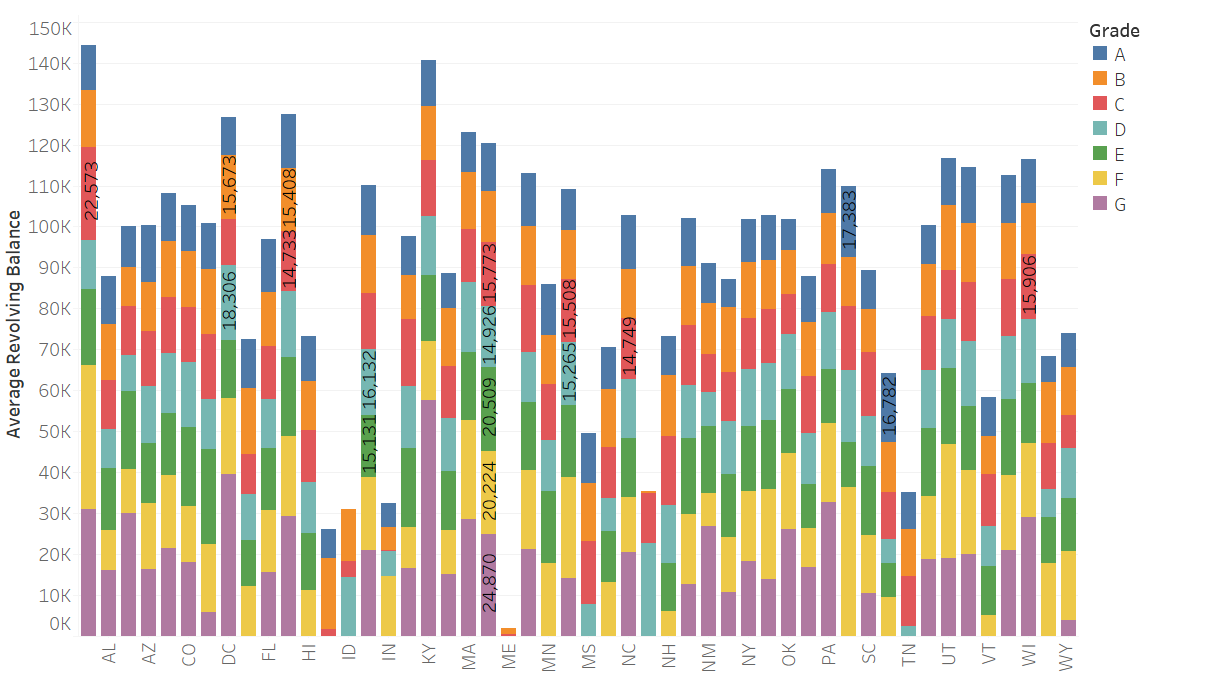 150K
140K
130K
120K
110K
100K
90K
80K
70K
60K
50K
40K
30K
20K
10K
0K
Average Revolving Balance
22,573
15,673
18,306
15,408
14,733
16,132
15,131
15,773
14,926
20,509
20,224
24,870
15,508
15,265
14,749
17,383
16,782
15,906
AL
AZ
CO
DC
FL
HI
ID
IN
KY
MA
ME
MN
MS
NC
NH
NM
NY
OK
PA
SC
TN
UT
VT
WI
WY
Grade
A
B
C
D
E
F
G